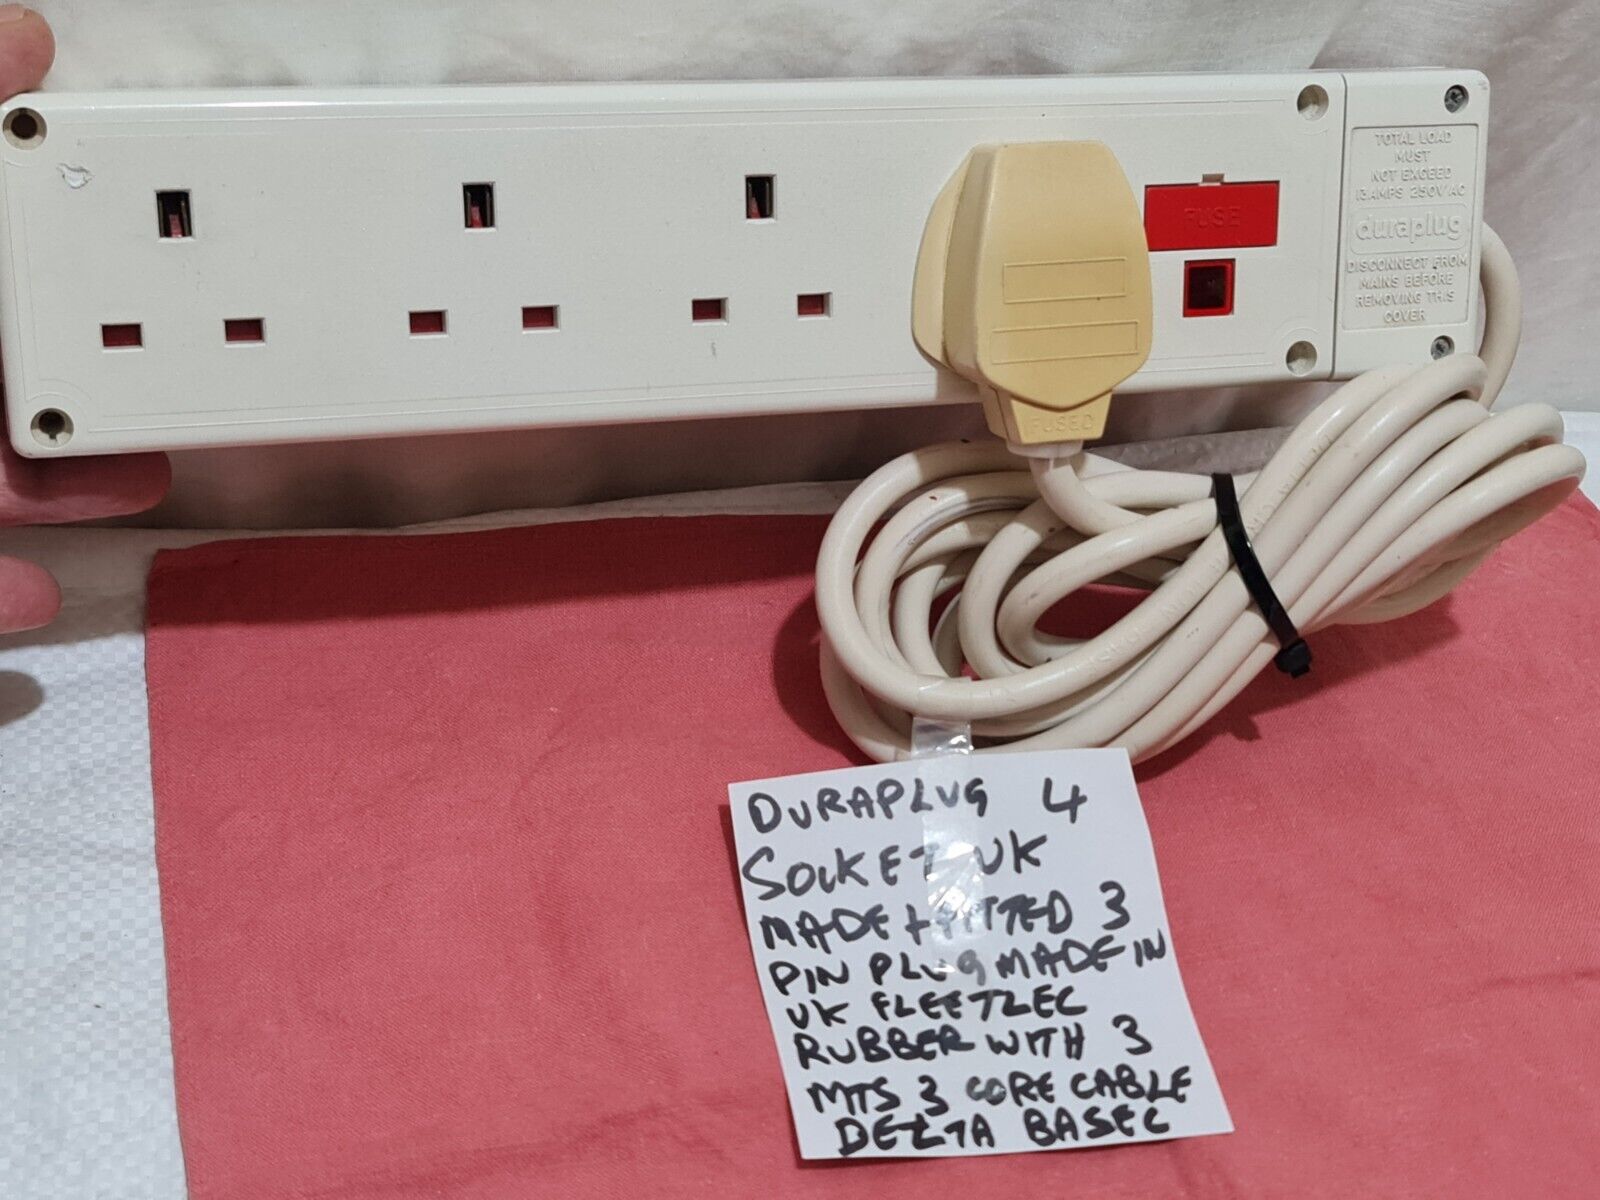 TOTAL LOAD
MUST
NOT EXCEED
13.AMPS 250V/AC
duraplug
DISCONNECT FROM
MAINS BEFORE
REMOVING THIS
COVER
FUSE
FUSED
DURAPLUG 4
SOCKET UK
MADE FITTED 3
PIN PLUG MADE IN
UK FLEETLEC
RUBBER WITH 3
MTS 3 CORE CABLE
DELTA BASEC